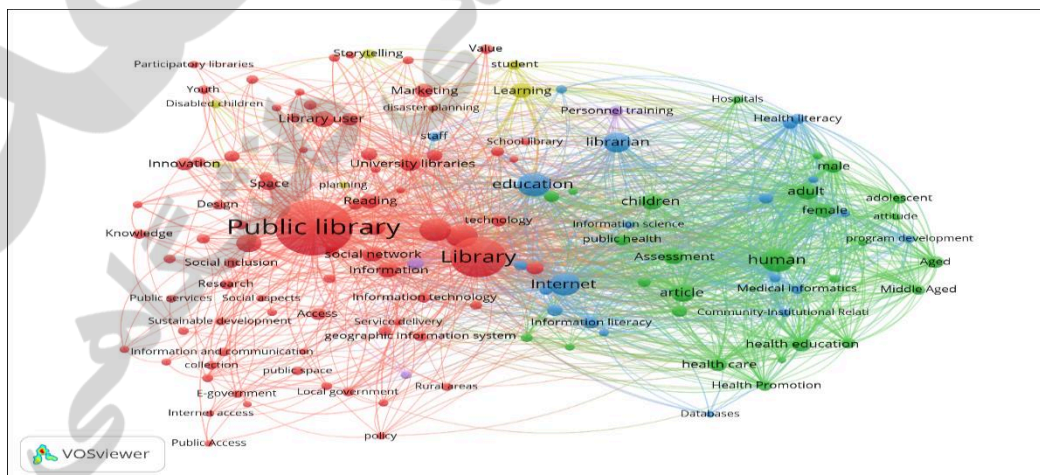 Storytelling
Value
Participatory libraries
student
Youth
Marketing
Learning
Disabled children
disaster planning
Personnel training
Hospitals
Library user
Health literacy
staff
School library
librarian
Innovation
University libraries
male
Space
planning
education
adult
adolescent
Design
Reading
children
female
attitude
Public library
technology
Information science
Knowledge
public health
program development
social network
Library
Assessment
human
Social inclusion
Information
Aged
Research
Internet
article
Medical informatics
Middle Aged
Public services
Social aspects
Information technology
Access
Community-Institutional Relati
Sustainable development
Service delivery
Information literacy
geographic information system
health education
Information and communication
collection
public space
health care
E-government
Local government
Rural areas
Health Promotion
Internet access
Databases
Public Access
policy
VOSviewer